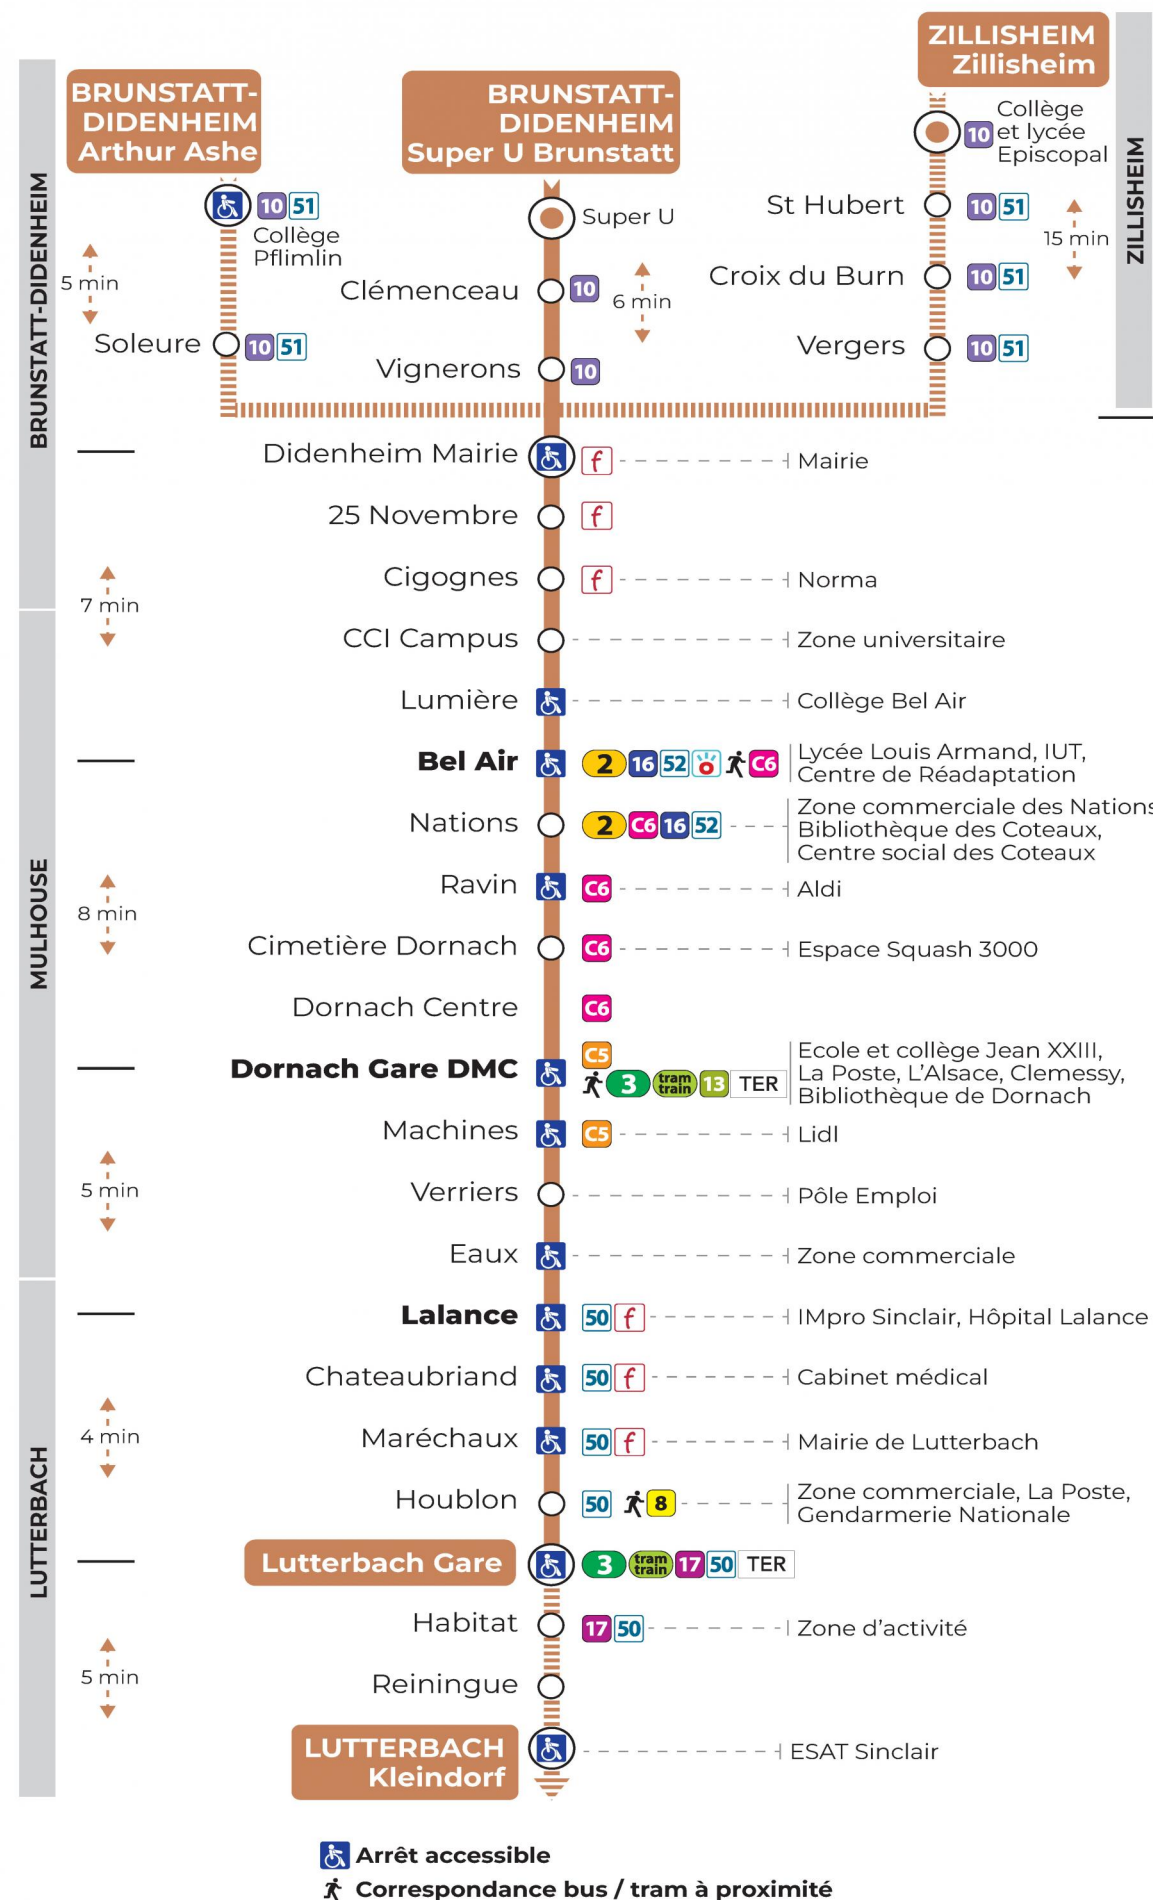 BRUNSTATT-
DIDENHEIM
Arthur Ashe
BRUNSTATT-
DIDENHEIM
Super U Brunstatt
ZILLISHEIM
Zillisheim
BRUNSTATT-DIDENHEIM
ZILLISHEIM
10 51
Collège
Pflimlin
5 min
Soleure 10 51
Super U
Clémenceau 10
6 min
Vignerons 10
10 Collège
et lycée
Episcopal
St Hubert 10 51
15 min
Croix du Burn 10 51
Vergers 10 51
Didenheim Mairie f Mairie
25 Novembre f
Cigognes f Norma
7 min
MULHOUSE
CCI Campus Zone universitaire
Lumière Collège Bel Air
Bel Air 2 16 52 C6 Lycée Louis Armand, IUT,
Centre de Réadaptation
Nations 2 C6 16 52 Zone commerciale des Nations
Bibliothèque des Coteaux,
Centre social des Coteaux
Ravin C6 Aldi
8 min
Cimetière Dornach C6 Espace Squash 3000
Dornach Centre C6
Dornach Gare DMC C5 3 tram train 13 TER
Ecole et collège Jean XXIII,
La Poste, L'Alsace, Clemessy,
Bibliothèque de Dornach
Machines C5 Lidl
5 min
Verriers Pôle Emploi
Eaux Zone commerciale
LUTTERBACH
Lalance 50 f IMpro Sinclair, Hôpital Lalance
Chateaubriand 50 f Cabinet médical
4 min
Maréchaux 50 f Mairie de Lutterbach
Houblon 50 8 Zone commerciale, La Poste,
Gendarmerie Nationale
Lutterbach Gare 3 tram train 17 50 TER
Habitat 17 50 Zone d'activité
5 min
Reiningue
LUTTERBACH
Kleindorf
ESAT Sinclair
Arrêt accessible
Correspondance bus / tram à proximité